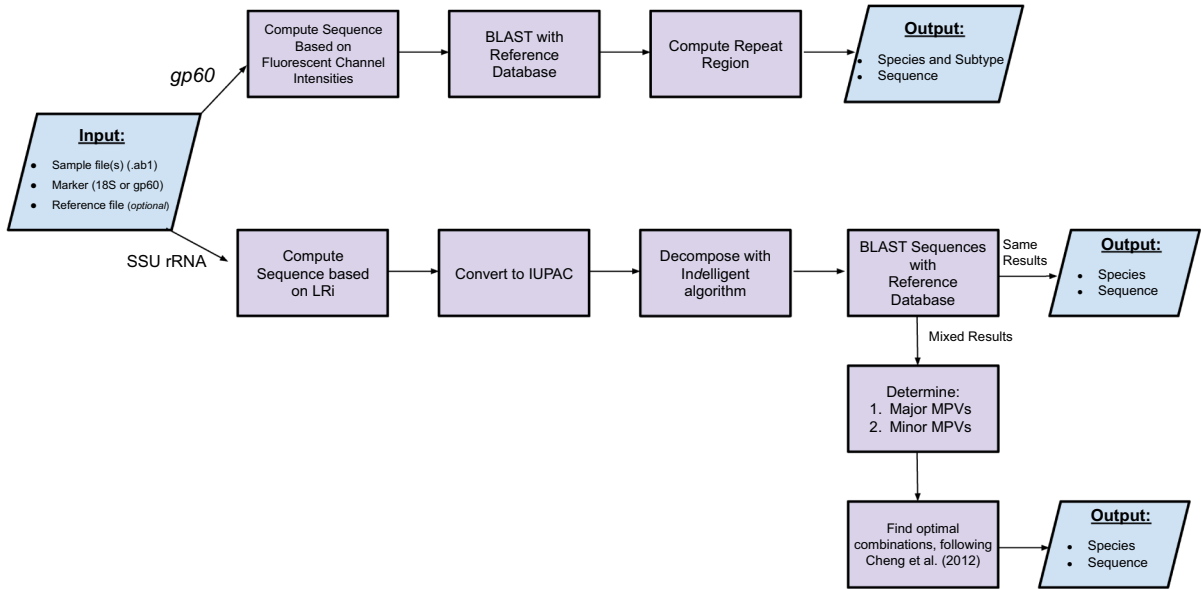 Compute Sequence
Based on
Fluorescent Channel
Intensities
BLAST with
Reference
Database
Compute Repeat
Region
Output:
● Species and Subtype
● Sequence
gp60
Input:
● Sample file(s) (.ab1)
● Marker (18S or gp60)
● Reference file (optional)
SSU rRNA
Compute
Sequence based
on LRi
Convert to IUPAC
Decompose with
Indelligent
algorithm
BLAST Sequences
with
Reference
Database
Same
Results
Output:
● Species
● Sequence
Mixed Results
Determine:
1. Major MPVs
2. Minor MPVs
Find optimal
combinations, following
Cheng et al. (2012)
Output:
● Species
● Sequence